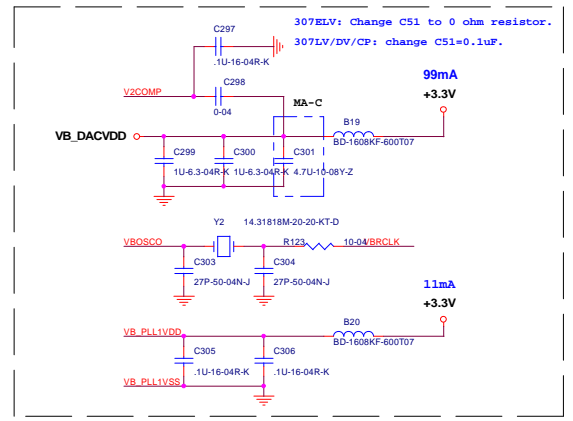 307ELV: Change C51 to 0 ohm resistor.
307LV/DV/CP: change C51=0.1uF.
C297
.1U-16-04R-K
C298
V2COMP
0-04
MA-C
99mA
+3.3V
B19
VB_DACVDD
BD-1608KF-600T07
C299
C300
C301
1U-6.3-04R-K
1U-6.3-04R-K
4.7U-10-08Y-Z
Y2
14.31818M-20-20-KT-D
VBOSCO
R123
10-04
VBRCLK
C303
C304
27P-50-04N-J
27P-50-04N-J
11mA
+3.3V
B20
VB_PLL1VDD
BD-1608KF-600T07
C305
C306
.1U-16-04R-K
.1U-16-04R-K
VB_PLL1VSS